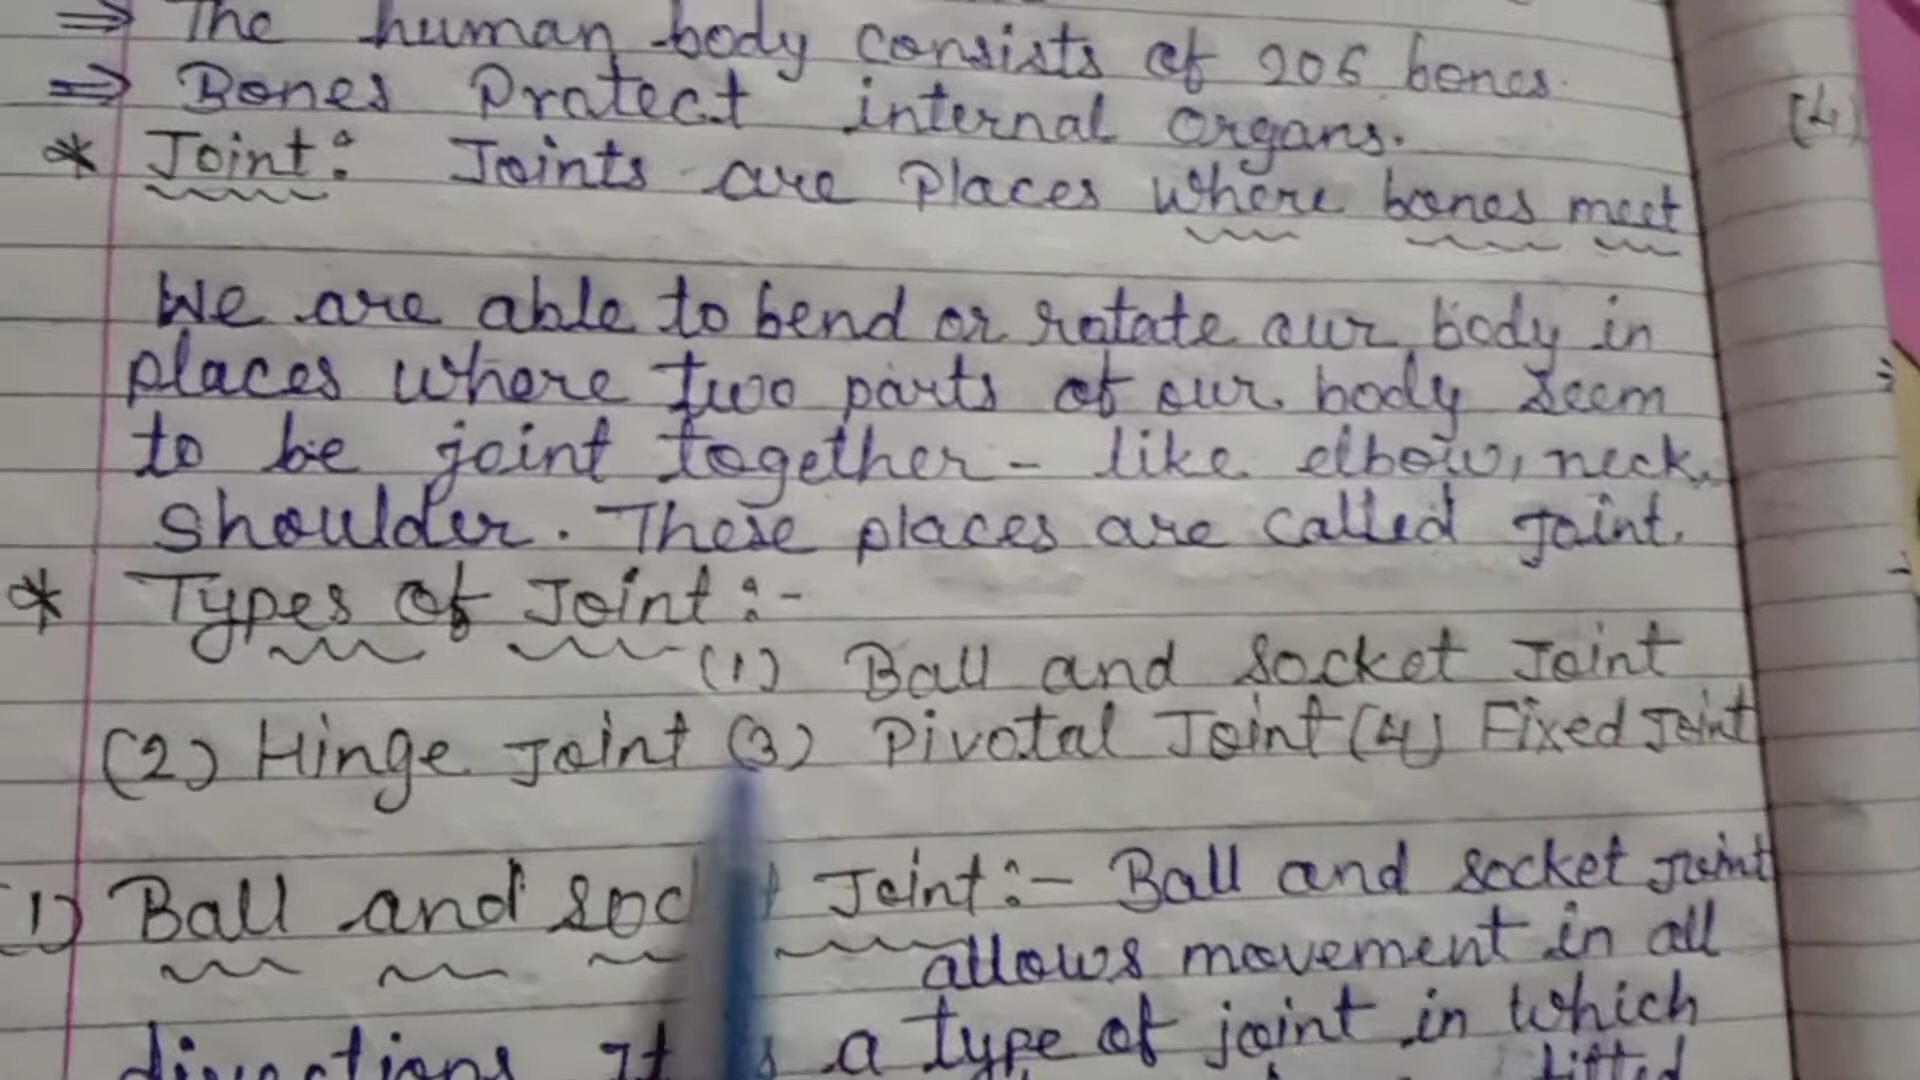 ⇒ The human body consists of 206 bones.
⇒ Bones Protect internal organs.
* Joint: Joints are Places where bones meet
We are able to bend or rotate our body in
places where two parts of our body seem
to be joint together - like elbow, neck,
shoulder. These places are called joint.
* Types of Joint :-
(1) Ball and Socket Joint
(2) Hinge Joint (3) Pivotal Joint (4) Fixed Joint
1) Ball and Joint :- Ball and socket joint
allows movement in all
directions. It a type of joint in which
(4)